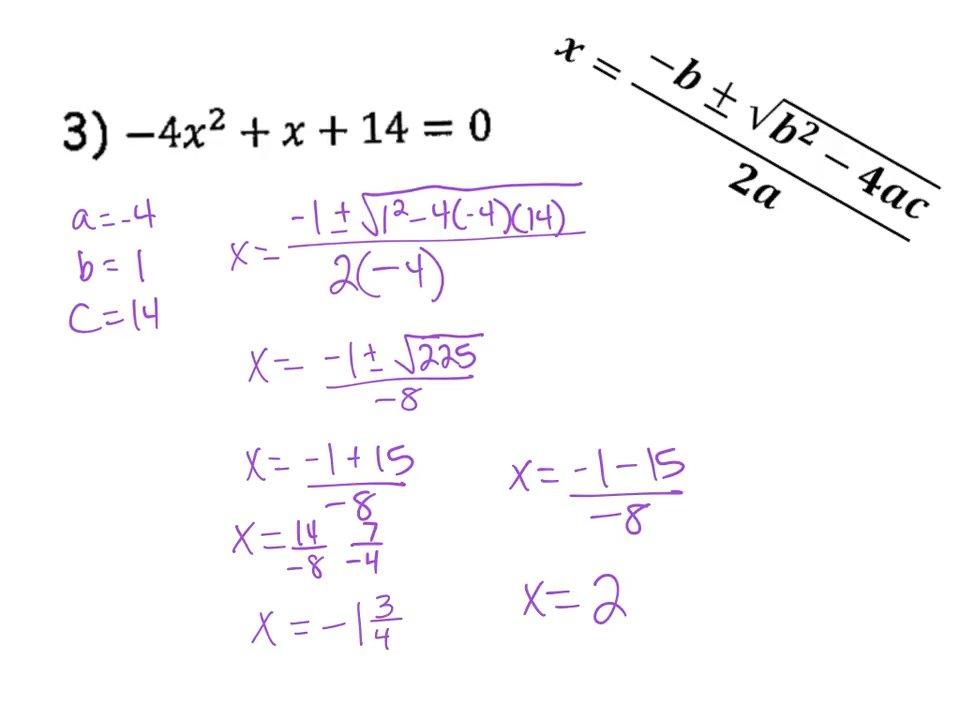 x = (-b ± √(b² - 4ac)) / 2a
3) −4x² + x + 14 = 0
a = -4
b = 1
c = 14
x = (-1 ± √(1² - 4(-4)(14))) / 2(-4)
x = (-1 ± √225) / -8
x = (-1 + 15) / -8
x = (-1 - 15) / -8
x = 14/-8 7/-4
x = -1 3/4
x = 2